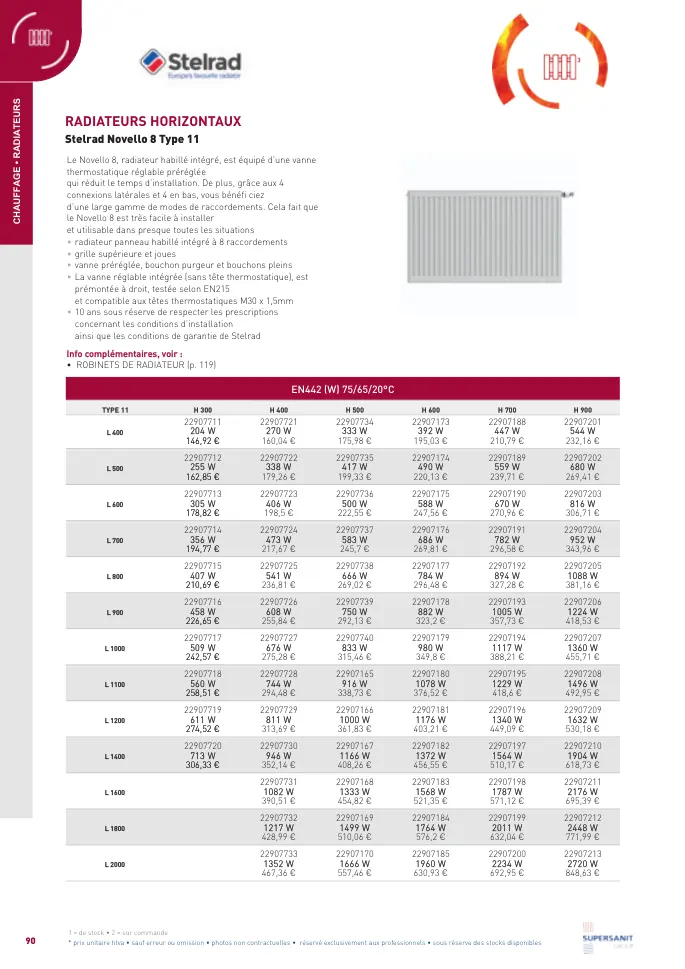 Stelrad
Europe's favourite radiator
CHAUFFAGE • RADIATEURS
RADIATEURS HORIZONTAUX
Stelrad Novello 8 Type 11
Le Novello 8, radiateur habillé intégré, est équipé d'une vanne
thermostatique réglable préréglée
qui réduit le temps d'installation. De plus, grâce aux 4
connexions latérales et 4 en bas, vous bénéfi ciez
d'une large gamme de modes de raccordements. Cela fait que
le Novello 8 est très facile à installer
et utilisable dans presque toutes les situations
• radiateur panneau habillé intégré à 8 raccordements
• grille supérieure et joues
• vanne préréglée, bouchon purgeur et bouchons pleins
• La vanne réglable intégrée (sans tête thermostatique), est
prémontée à droit, testée selon EN215
et compatible aux têtes thermostatiques M30 x 1,5mm
• 10 ans sous réserve de respecter les prescriptions
concernant les conditions d'installation
ainsi que les conditions de garantie de Stelrad
Info complémentaires, voir :
• ROBINETS DE RADIATEUR (p. 119)
EN442 (W) 75/65/20°C
TYPE 11 H 300 H 400 H 500 H 600 H 700 H 900
22907711 22907721 22907734 22907173 22907188 22907201
L 400 204 W 270 W 333 W 392 W 447 W 544 W
146,92 € 160,04 € 175,98 € 195,03 € 210,79 € 232,16 €
22907712 22907722 22907735 22907174 22907189 22907202
L 500 255 W 338 W 417 W 490 W 559 W 680 W
162,85 € 179,26 € 199,33 € 220,13 € 239,71 € 269,41 €
22907713 22907723 22907736 22907175 22907190 22907203
L 600 305 W 406 W 500 W 588 W 670 W 816 W
178,82 € 198,5 € 222,55 € 247,56 € 270,96 € 306,71 €
22907714 22907724 22907737 22907176 22907191 22907204
L 700 356 W 473 W 583 W 686 W 782 W 952 W
194,77 € 217,67 € 245,7 € 269,81 € 296,58 € 343,96 €
22907715 22907725 22907738 22907177 22907192 22907205
L 800 407 W 541 W 666 W 784 W 894 W 1088 W
210,69 € 236,81 € 269,02 € 296,48 € 327,28 € 381,16 €
22907716 22907726 22907739 22907178 22907193 22907206
L 900 458 W 608 W 750 W 882 W 1005 W 1224 W
226,65 € 255,84 € 292,13 € 323,2 € 357,73 € 418,53 €
22907717 22907727 22907740 22907179 22907194 22907207
L 1000 509 W 676 W 833 W 980 W 1117 W 1360 W
242,57 € 275,28 € 315,46 € 349,8 € 388,21 € 455,71 €
22907718 22907728 22907165 22907180 22907195 22907208
L 1100 560 W 744 W 916 W 1078 W 1229 W 1496 W
258,51 € 294,48 € 338,73 € 376,52 € 418,6 € 492,95 €
22907719 22907729 22907166 22907181 22907196 22907209
L 1200 611 W 811 W 1000 W 1176 W 1340 W 1632 W
274,52 € 313,69 € 361,83 € 403,21 € 449,09 € 530,18 €
22907720 22907730 22907167 22907182 22907197 22907210
L 1400 713 W 946 W 1166 W 1372 W 1564 W 1904 W
306,33 € 352,14 € 408,26 € 456,55 € 510,17 € 618,73 €
22907731 22907168 22907183 22907198 22907211
L 1600 1082 W 1333 W 1568 W 1787 W 2176 W
390,51 € 454,82 € 521,35 € 571,12 € 695,39 €
22907732 22907169 22907184 22907199 22907212
L 1800 1217 W 1499 W 1764 W 2011 W 2448 W
428,99 € 510,06 € 576,2 € 632,04 € 771,99 €
22907733 22907170 22907185 22907200 22907213
L 2000 1352 W 1666 W 1960 W 2234 W 2720 W
467,36 € 557,46 € 630,93 € 692,95 € 848,63 €
1 = de stock • 2 = sur commande
90 * prix unitaire htva • sauf erreur ou omission • photos non contractuelles • réservé exclusivement aux professionnels • sous réserve des stocks disponibles
SUPERSANIT
GROUP